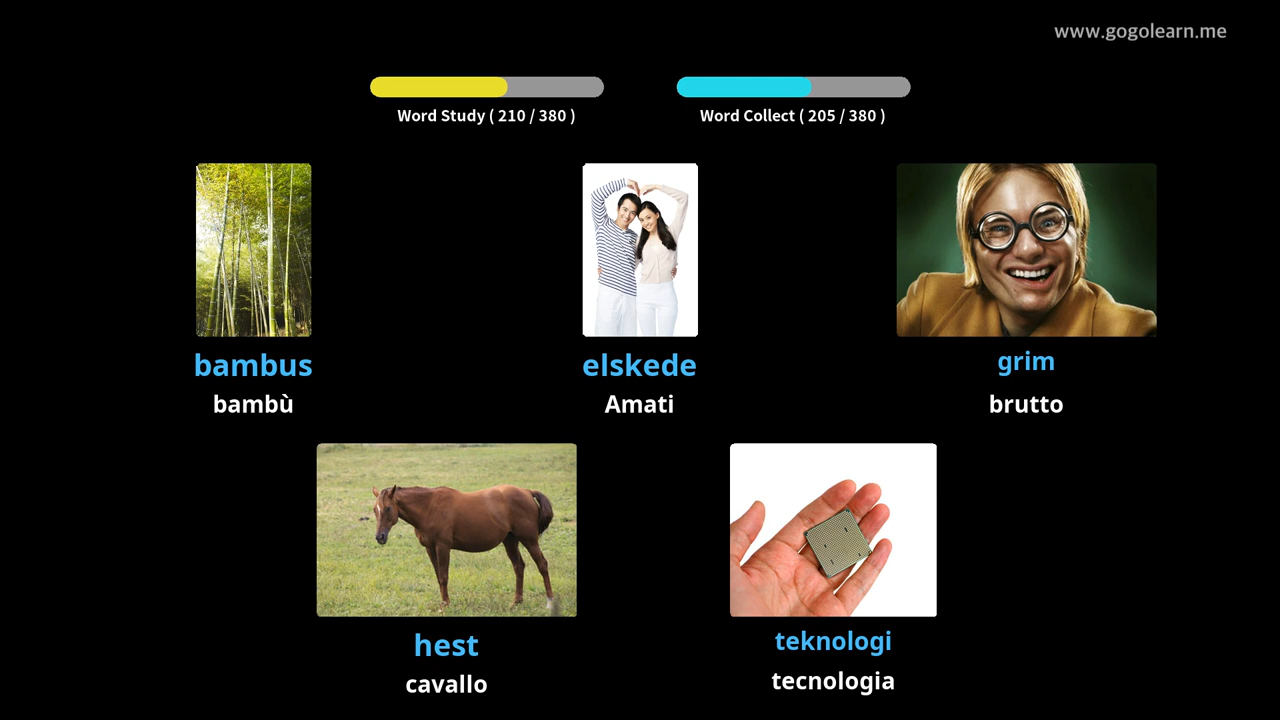 www.gogolearn.me
Word Study ( 210 / 380 )
Word Collect ( 205 / 380 )
bambus
bambù
elskede
Amati
grim
brutto
hest
cavallo
teknologi
tecnologia